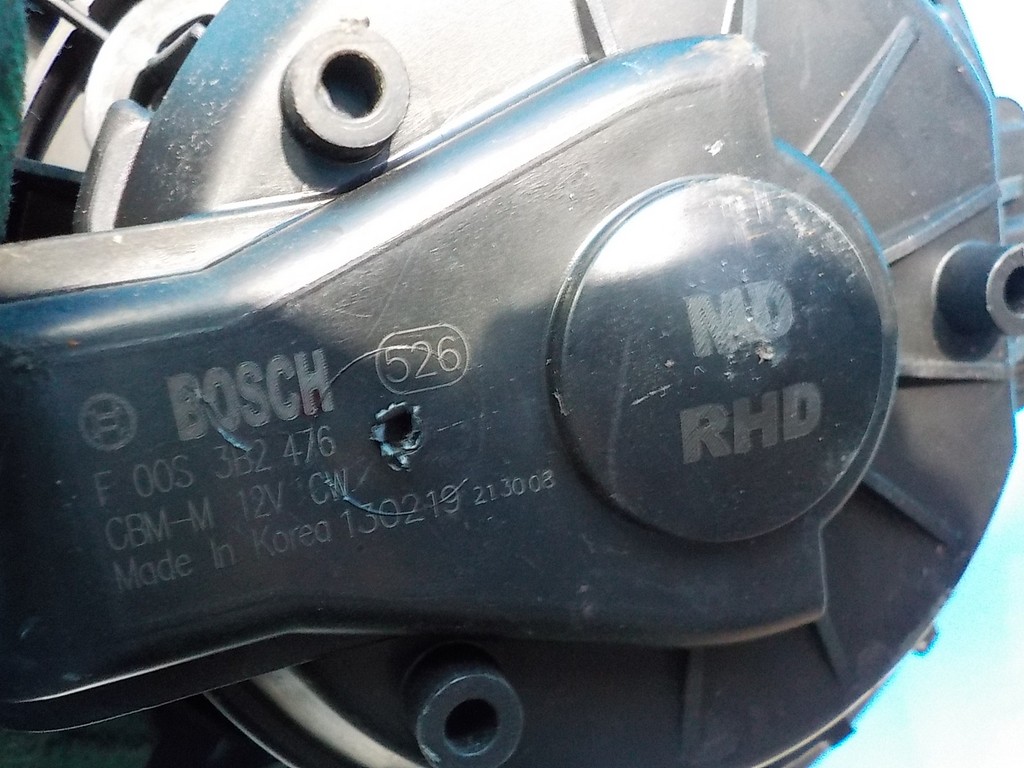 BOSCH 526
F 00S 3B2 476
CBM-M 12V CW
Made In Korea 130219 213003
MD
RHD